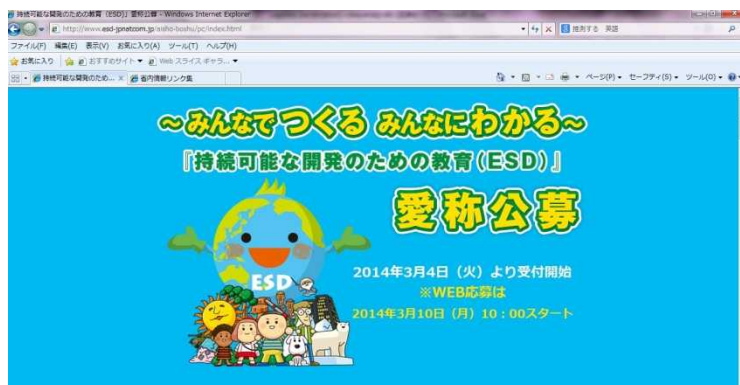 持続可能な開発のための教育（ESD）愛称公募 - Windows Internet Explorer
http://www.esd-jpnatcom.jp/aisho-boshu/pc/index.html
ファイル(F) 編集(E) 表示(V) お気に入り(A) ツール(T) ヘルプ(H)
お気に入り おすすめサイト Web スライス ギャラ...
持続可能な開発のため... 省内情報リンク集 ページ(P) セーフティ(S) ツール(O)
～みんなでつくる みんなにわかる～
『持続可能な開発のための教育（ESD）』
愛称公募
ESD
2014年3月4日（火）より受付開始
※WEB応募は
2014年3月10日（月）10：00スタート